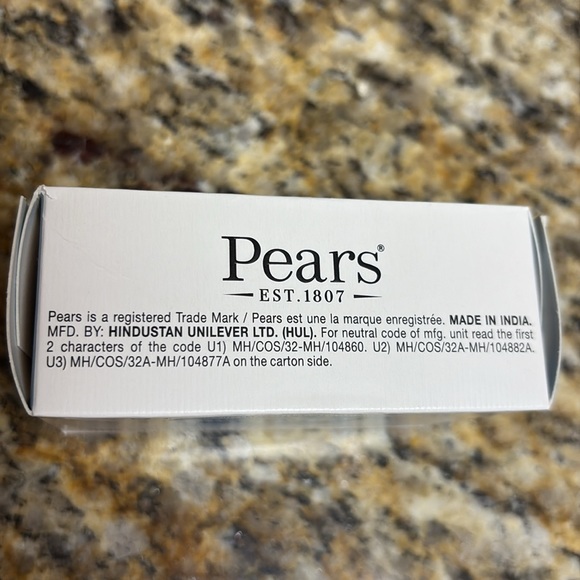 Pears®
EST.1807
Pears is a registered Trade Mark / Pears est une la marque enregistrée. MADE IN INDIA.
MFD. BY: HINDUSTAN UNILEVER LTD. (HUL). For neutral code of mfg. unit read the first
2 characters of the code U1) MH/COS/32-MH/104860. U2) MH/COS/32A-MH/104882A.
U3) MH/COS/32A-MH/104877A on the carton side.